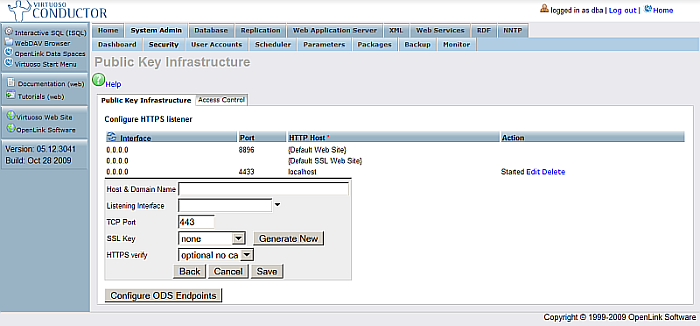 VIRTUOSO
CONDUCTOR
logged in as dba | Log out | Home
Interactive SQL (ISQL)
WebDAV Browser
OpenLink Data Spaces
Virtuoso Start Menu
Documentation (web)
Tutorials (web)
Virtuoso Web Site
OpenLink Software
Version: 05.12.3041
Build: Oct 28 2009
Home System Admin Database Replication Web Application Server XML Web Services RDF NNTP
Dashboard Security User Accounts Scheduler Parameters Packages Backup Monitor
Public Key Infrastructure
Help
Public Key Infrastructure Access Control
Configure HTTPS listener
Interface Port HTTP Host * Action
0.0.0.0 8896 {Default Web Site}
0.0.0.0 {Default SSL Web Site}
0.0.0.0 4433 localhost Started Edit Delete
Host & Domain Name
Listening Interface
TCP Port 443
SSL Key none Generate New
HTTPS verify optional no ca
Back Cancel Save
Configure ODS Endpoints
Copyright © 1999-2009 OpenLink Software